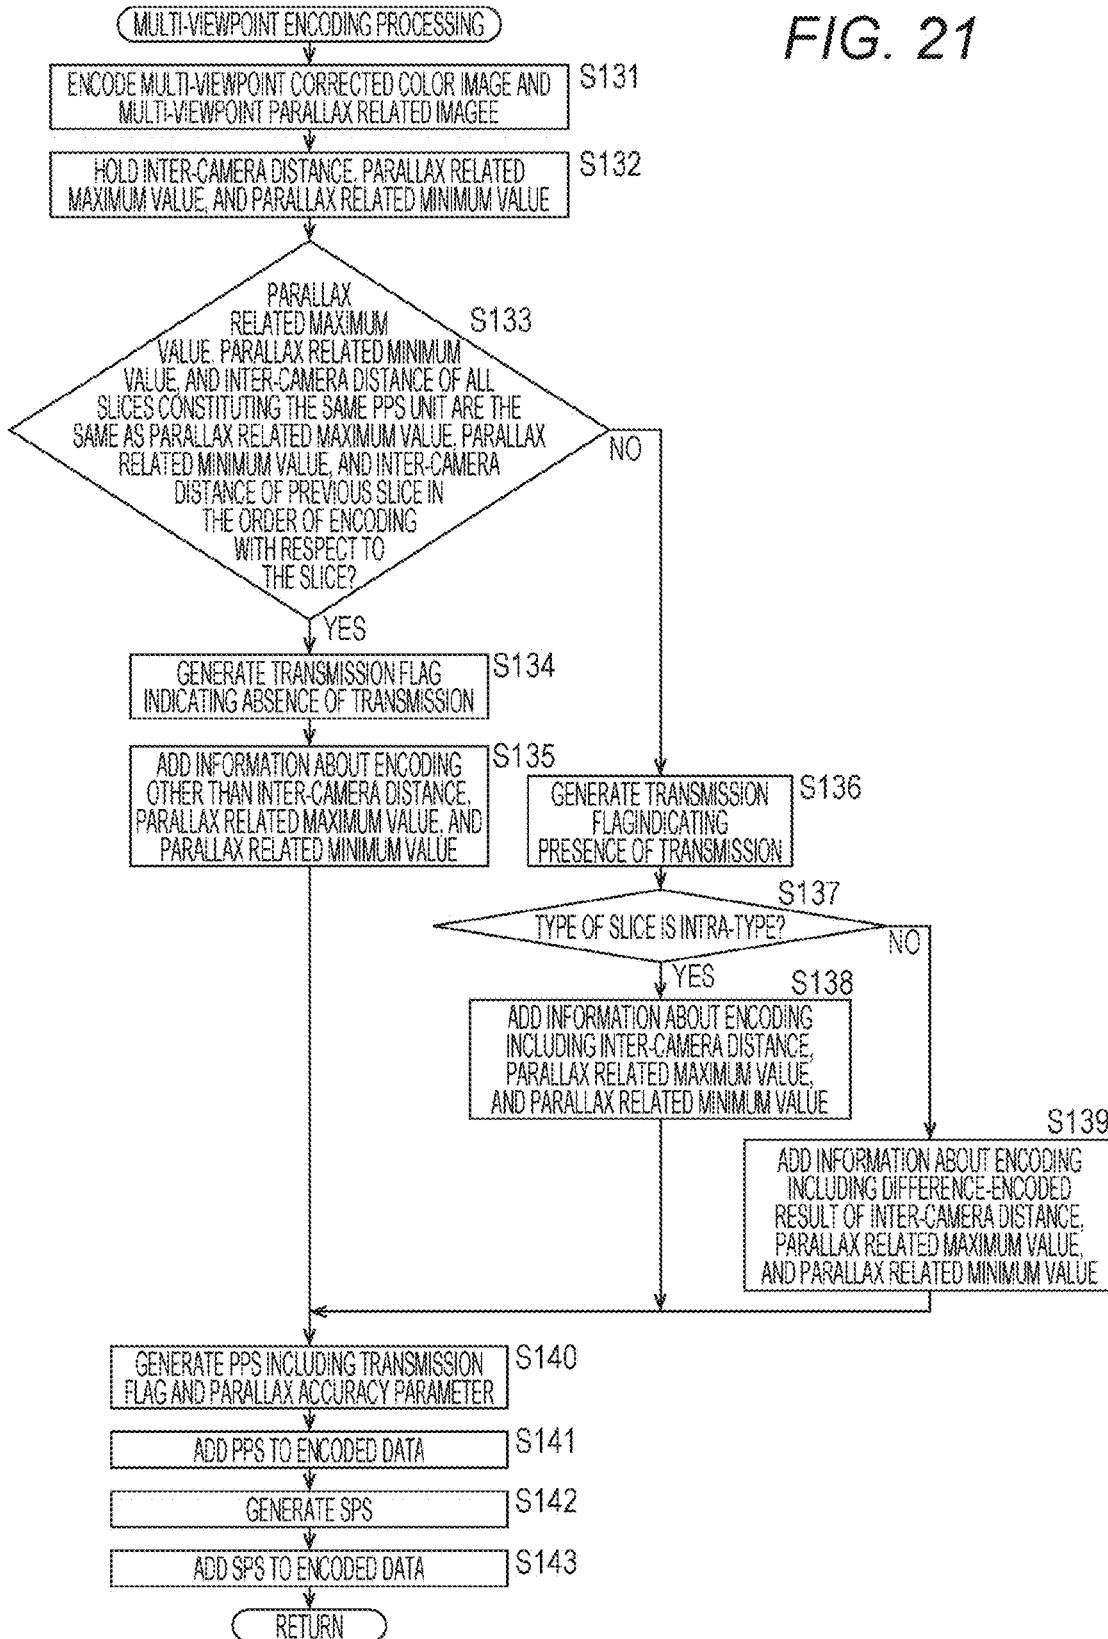 FIG. 21
MULTI-VIEWPOINT ENCODING PROCESSING
S131
ENCODE MULTI-VIEWPOINT CORRECTED COLOR IMAGE AND
MULTI-VIEWPOINT PARALLAX RELATED IMAGEE
S132
HOLD INTER-CAMERA DISTANCE, PARALLAX RELATED
MAXIMUM VALUE, AND PARALLAX RELATED MINIMUM VALUE
S133
PARALLAX
RELATED MAXIMUM
VALUE, PARALLAX RELATED MINIMUM
VALUE, AND INTER-CAMERA DISTANCE OF ALL
SLICES CONSTITUTING THE SAME PPS UNIT ARE THE
SAME AS PARALLAX RELATED MAXIMUM VALUE, PARALLAX
RELATED MINIMUM VALUE, AND INTER-CAMERA
DISTANCE OF PREVIOUS SLICE IN
THE ORDER OF ENCODING
WITH RESPECT TO
THE SLICE?
NO
YES
S134
GENERATE TRANSMISSION FLAG
INDICATING ABSENCE OF TRANSMISSION
S135
ADD INFORMATION ABOUT ENCODING
OTHER THAN INTER-CAMERA DISTANCE,
PARALLAX RELATED MAXIMUM VALUE, AND
PARALLAX RELATED MINIMUM VALUE
S136
GENERATE TRANSMISSION
FLAGINDICATING
PRESENCE OF TRANSMISSION
S137
TYPE OF SLICE IS INTRA-TYPE?
NO
YES
S138
ADD INFORMATION ABOUT ENCODING
INCLUDING INTER-CAMERA DISTANCE,
PARALLAX RELATED MAXIMUM VALUE,
AND PARALLAX RELATED MINIMUM VALUE
S139
ADD INFORMATION ABOUT ENCODING
INCLUDING DIFFERENCE-ENCODED
RESULT OF INTER-CAMERA DISTANCE,
PARALLAX RELATED MAXIMUM VALUE,
AND PARALLAX RELATED MINIMUM VALUE
S140
GENERATE PPS INCLUDING TRANSMISSION
FLAG AND PARALLAX ACCURACY PARAMETER
S141
ADD PPS TO ENCODED DATA
S142
GENERATE SPS
S143
ADD SPS TO ENCODED DATA
RETURN